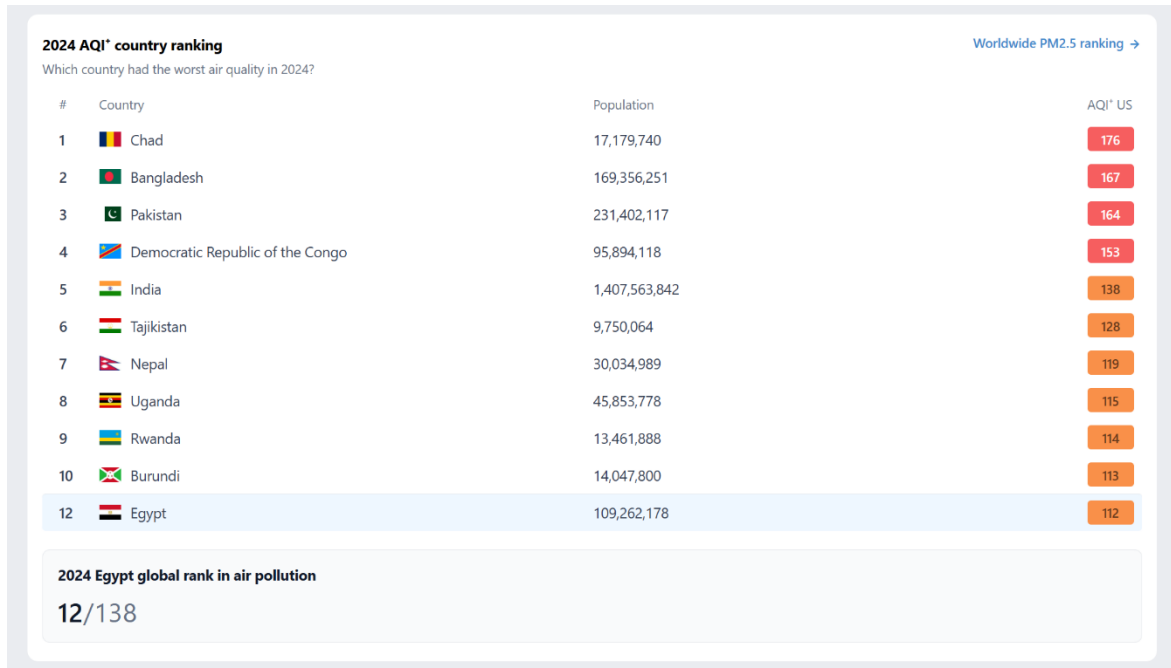 2024 AQI⁺ country ranking
Worldwide PM2.5 ranking →
Which country had the worst air quality in 2024?
# Country Population AQI⁺ US
1 Chad 17,179,740 176
2 Bangladesh 169,356,251 167
3 Pakistan 231,402,117 164
4 Democratic Republic of the Congo 95,894,118 153
5 India 1,407,563,842 138
6 Tajikistan 9,750,064 128
7 Nepal 30,034,989 119
8 Uganda 45,853,778 115
9 Rwanda 13,461,888 114
10 Burundi 14,047,800 113
12 Egypt 109,262,178 112
2024 Egypt global rank in air pollution
12/138